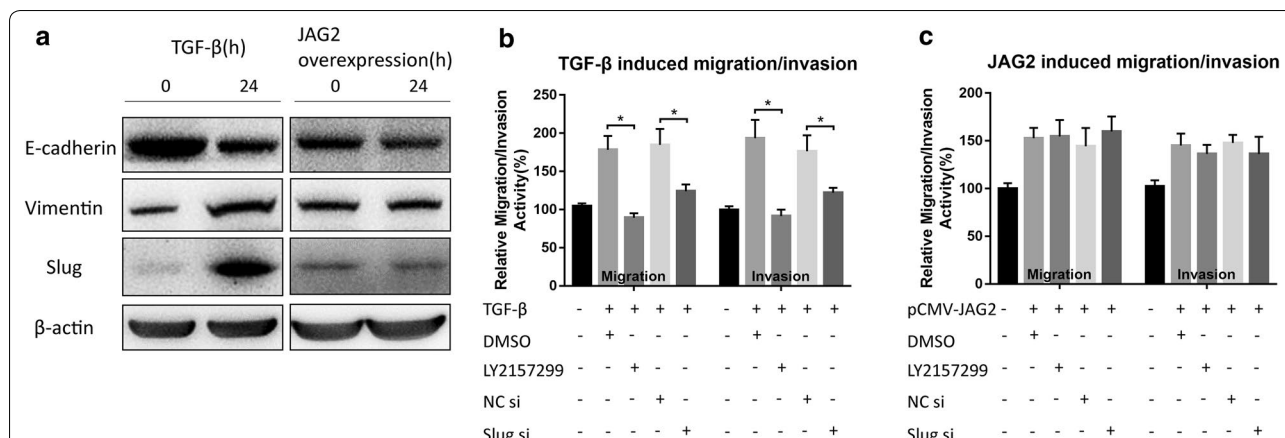 a
TGF-β(h)
JAG2
overexpression(h)
0 24 0 24
E-cadherin
Vimentin
Slug
β-actin
b
TGF-β induced migration/invasion
Relative Migration/Invasion
Activity(%)
250
200
150
100
50
0
* * * *
Migration Invasion
TGF-β - + + + + - + + + +
DMSO - + - - - - + - - -
LY2157299 - - + - - - - + - -
NC si - - - + - - - - + -
Slug si - - - - + - - - - +
c
JAG2 induced migration/invasion
Relative Migration/Invasion
Activity(%)
200
150
100
50
0
Migration Invasion
pCMV-JAG2 - + + + + - + + + +
DMSO - + - - - - + - - -
LY2157299 - - + - - - - + - -
NC si - - - + - - - - + -
Slug si - - - - + - - - - +